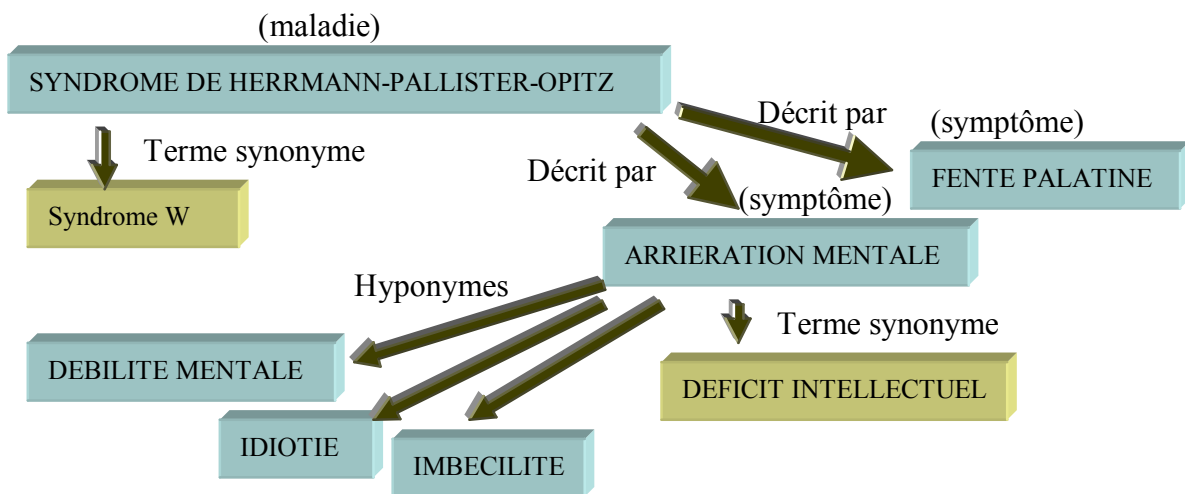 (maladie)
SYNDROME DE HERRMANN-PALLISTER-OPITZ
Décrit par
(symptôme)
Terme synonyme
Décrit par
FENTE PALATINE
Syndrome W
(symptôme)
ARRIERATION MENTALE
Hyponymes
Terme synonyme
DEBILITE MENTALE
DEFICIT INTELLECTUEL
IDIOTIE
IMBECILITE